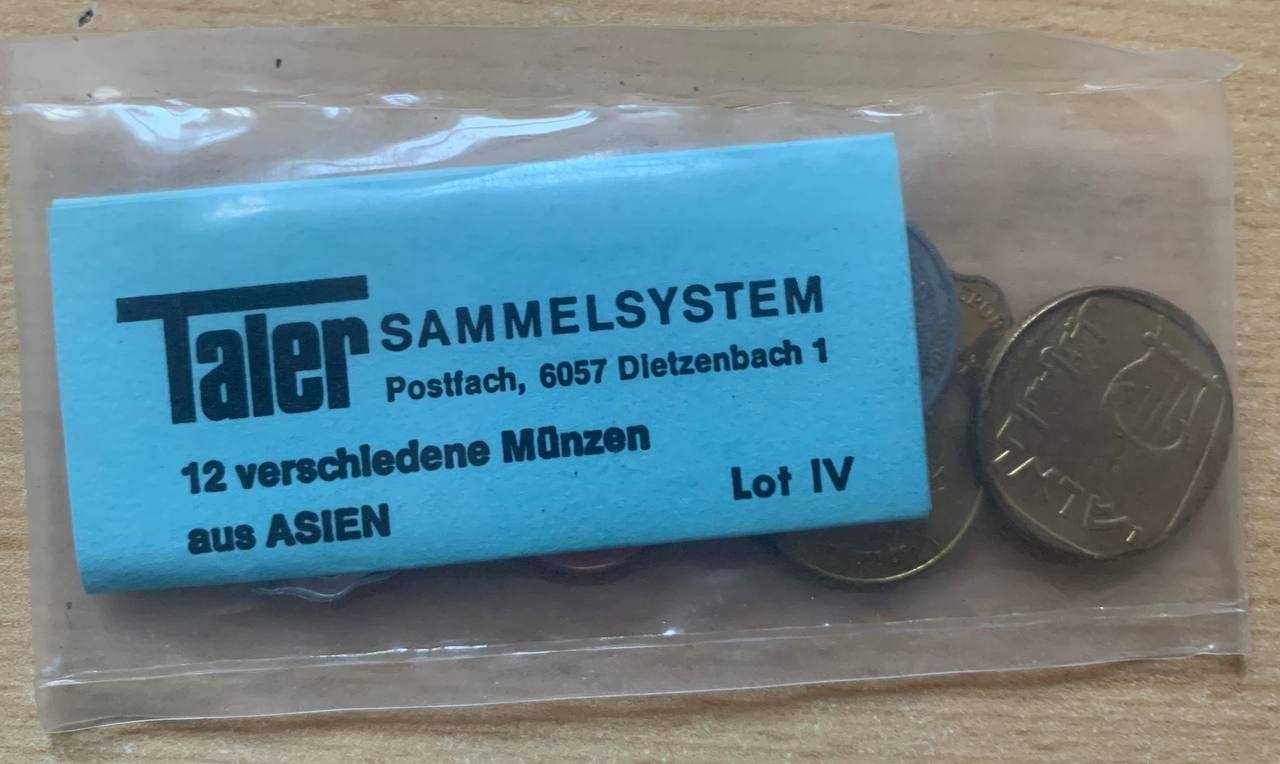 Taler SAMMELSYSTEM
Postfach, 6057 Dietzenbach 1
12 verschiedene Münzen
aus ASIEN
Lot IV